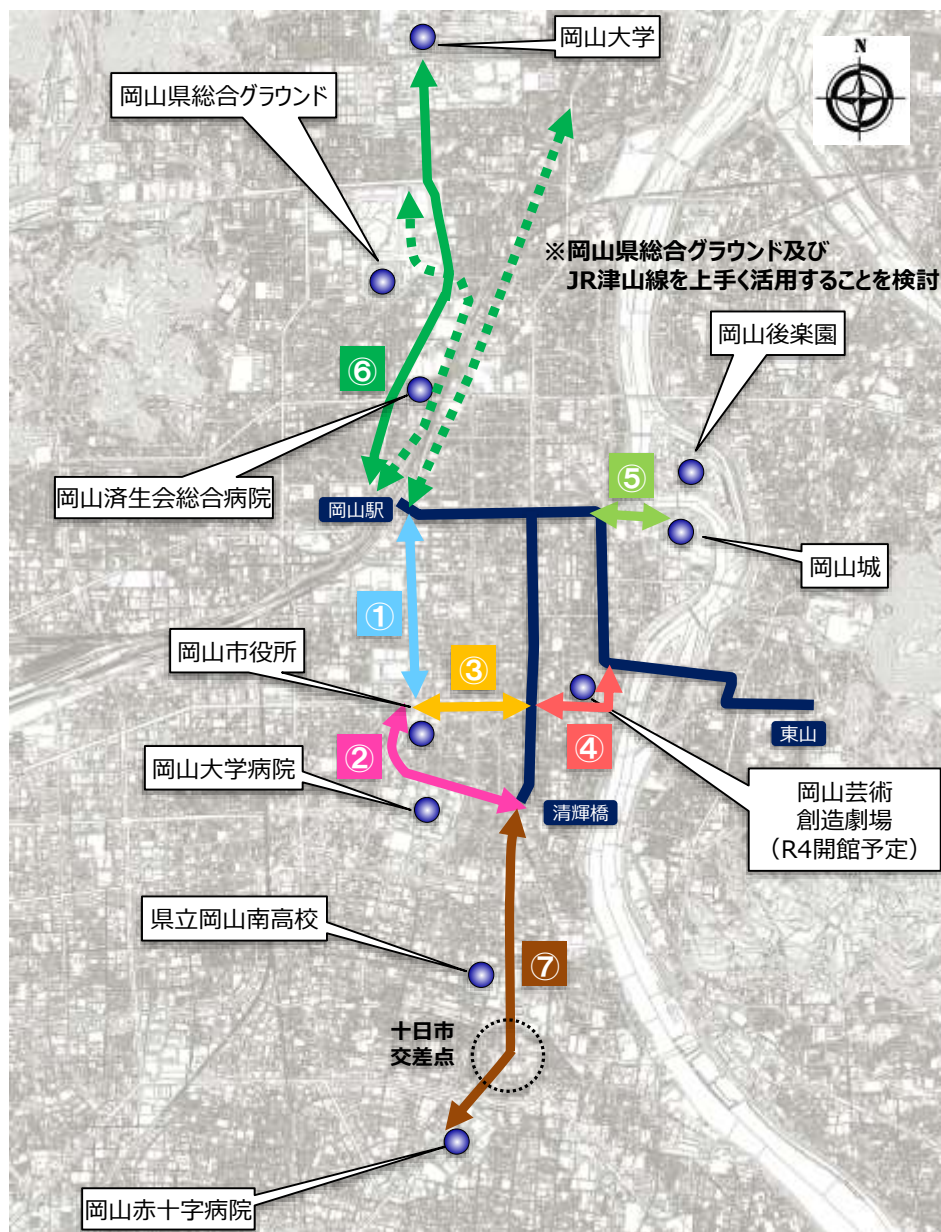 岡山大学
N
岡山県総合グラウンド
※岡山県総合グラウンド及び
JR津山線を上手く活用することを検討
岡山後楽園
⑥
岡山済生会総合病院
⑤
岡山駅
岡山城
①
岡山市役所
③
②
④
東山
岡山大学病院
清輝橋
岡山芸術
創造劇場
(R4開館予定)
県立岡山南高校
⑦
十日市
交差点
岡山赤十字病院